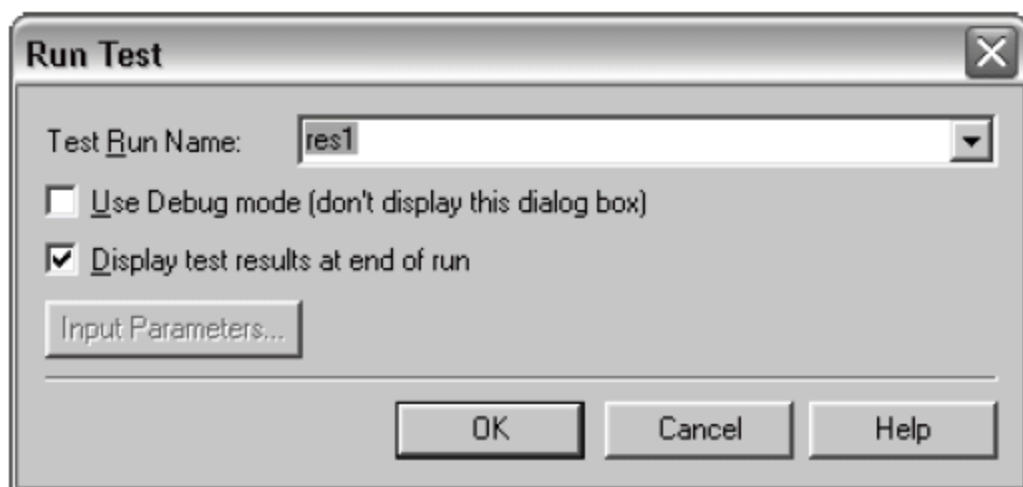 Run Test
Test Run Name: res1
Use Debug mode (don't display this dialog box)
Display test results at end of run
Input Parameters...
OK Cancel Help